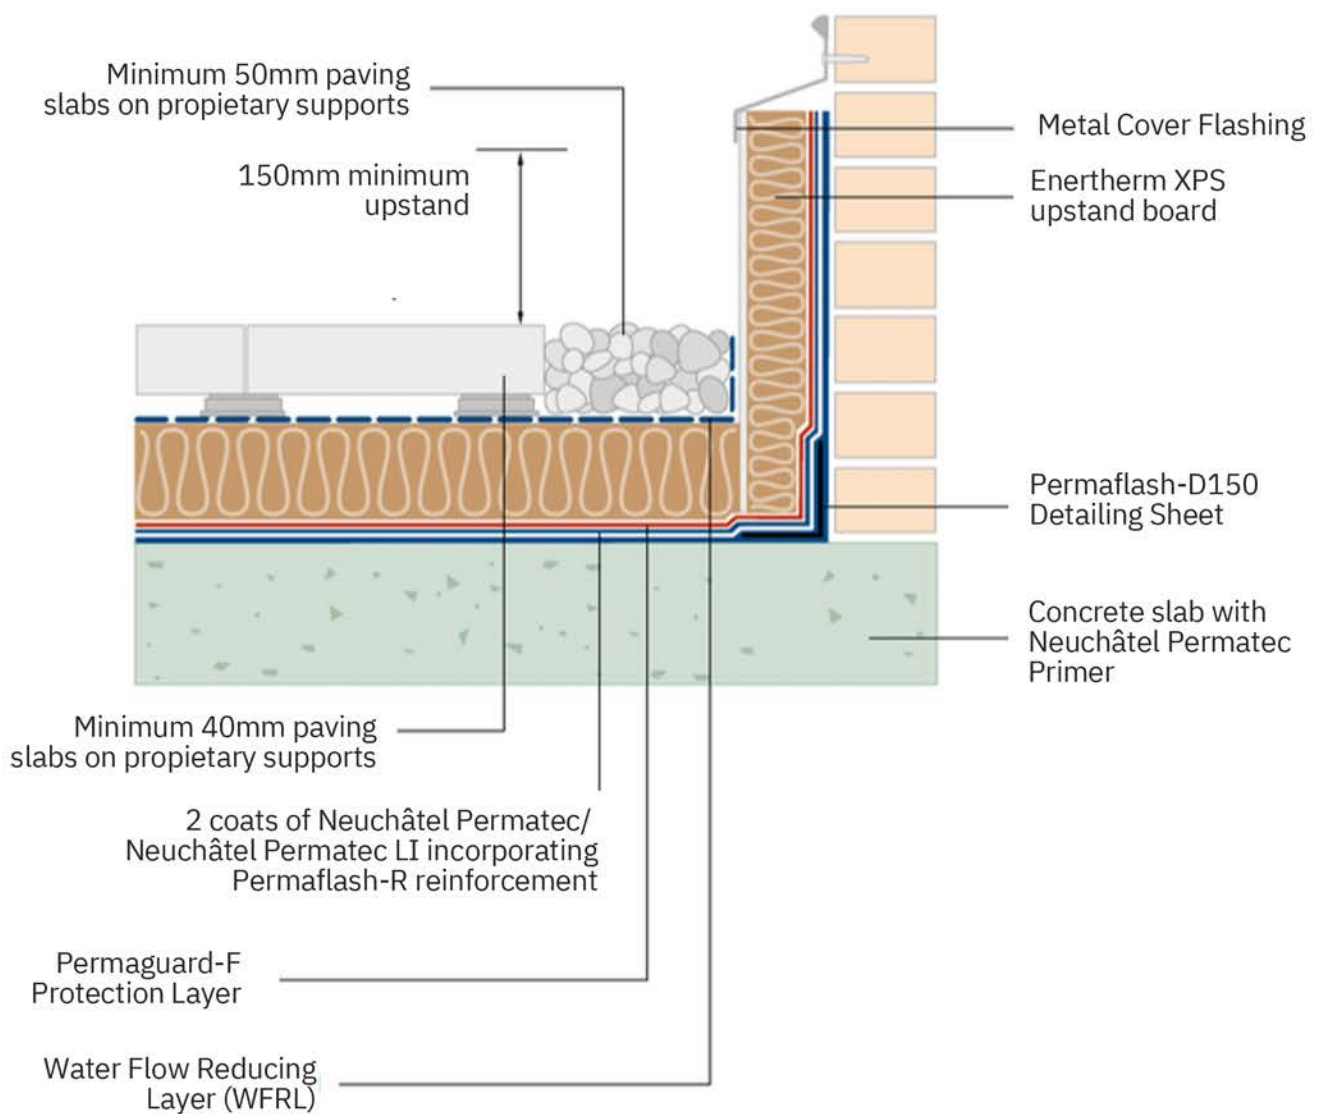 Minimum 50mm paving
slabs on propietary supports
150mm minimum
upstand
Metal Cover Flashing
Enertherm XPS
upstand board
Permaflash-D150
Detailing Sheet
Concrete slab with
Neuchâtel Permatec
Primer
Minimum 40mm paving
slabs on propietary supports
2 coats of Neuchâtel Permatec/
Neuchâtel Permatec LI incorporating
Permaflash-R reinforcement
Permaguard-F
Protection Layer
Water Flow Reducing
Layer (WFRL)